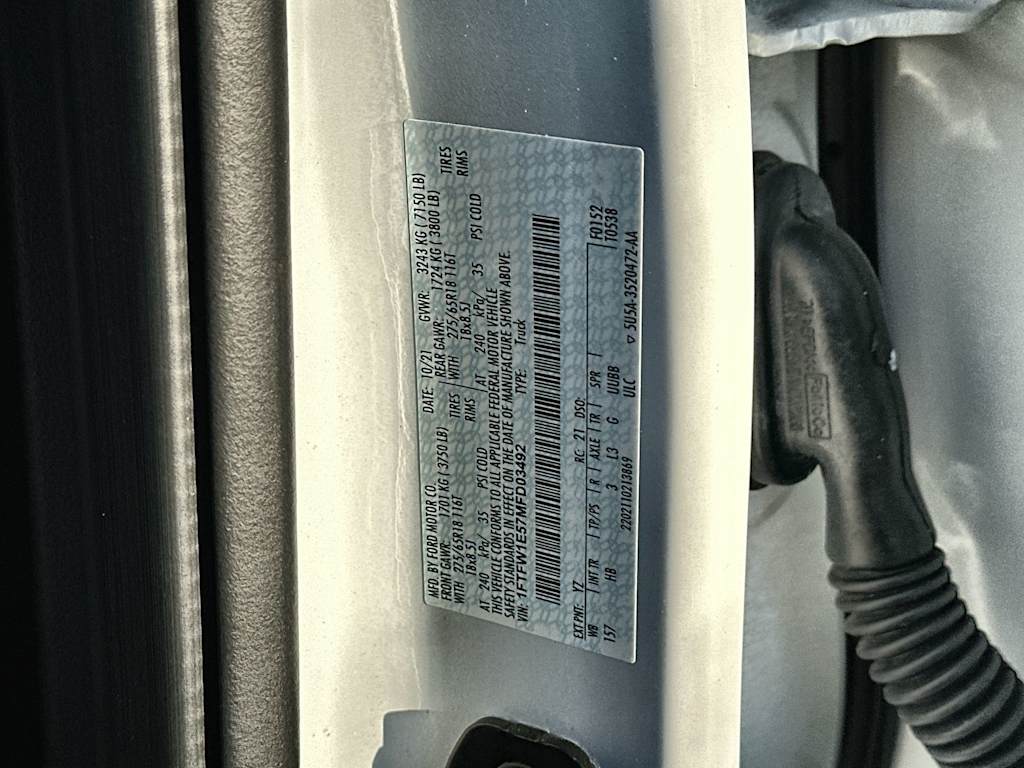 MFD. BY FORD MOTOR CO. DATE: 10/21 GVWR: 3243 KG ( 7150 LB)
FRONT GAWR: 1701 KG ( 3750 LB) REAR GAWR: 1724 KG ( 3800 LB)
WITH 275/65R18 116T TIRES WITH 275/65R18 116T TIRES
18x8.5J RIMS 18x8.5J RIMS
AT 240 kPa/ 35 PSI COLD AT 240 kPa/ 35 PSI COLD
THIS VEHICLE CONFORMS TO ALL APPLICABLE FEDERAL MOTOR VEHICLE
SAFETY STANDARDS IN EFFECT ON THE DATE OF MANUFACTURE SHOWN ABOVE.
VIN: 1FTFW1E57MFD03492 TYPE: Truck
EXT PNT: YZ RC: 21 DSO: F0152
WB INT TR TP/PS R AXLE TR SPR T0538
157 HB 3 L3 G UUBB
220211021386​9 ULC 5U5A-3520472-AA